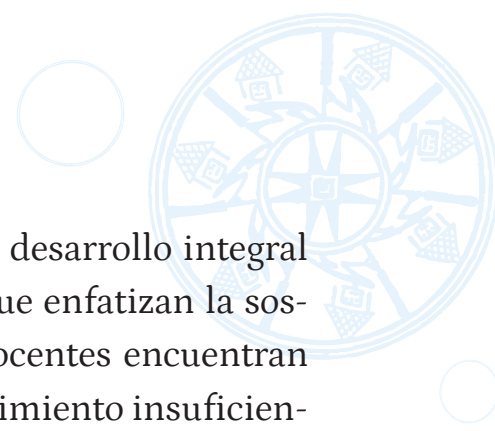 desarrollo integral
ue enfatizan la sos-
ocentes encuentran
imiento insuficien-